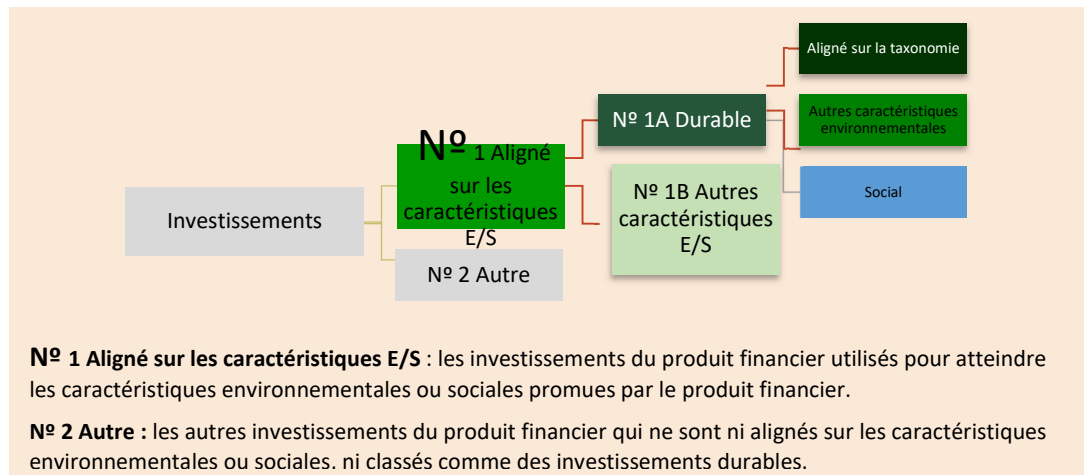 Aligné sur la taxonomie
Nº 1A Durable
Autres caractéristiques
environnementales
Nº 1 Aligné
sur les
caractéristiques
E/S
Nº 1B Autres
caractéristiques
E/S
Social
Investissements
Nº 2 Autre
Nº 1 Aligné sur les caractéristiques E/S : les investissements du produit financier utilisés pour atteindre
les caractéristiques environnementales ou sociales promues par le produit financier.
Nº 2 Autre : les autres investissements du produit financier qui ne sont ni alignés sur les caractéristiques
environnementales ou sociales. ni classés comme des investissements durables.